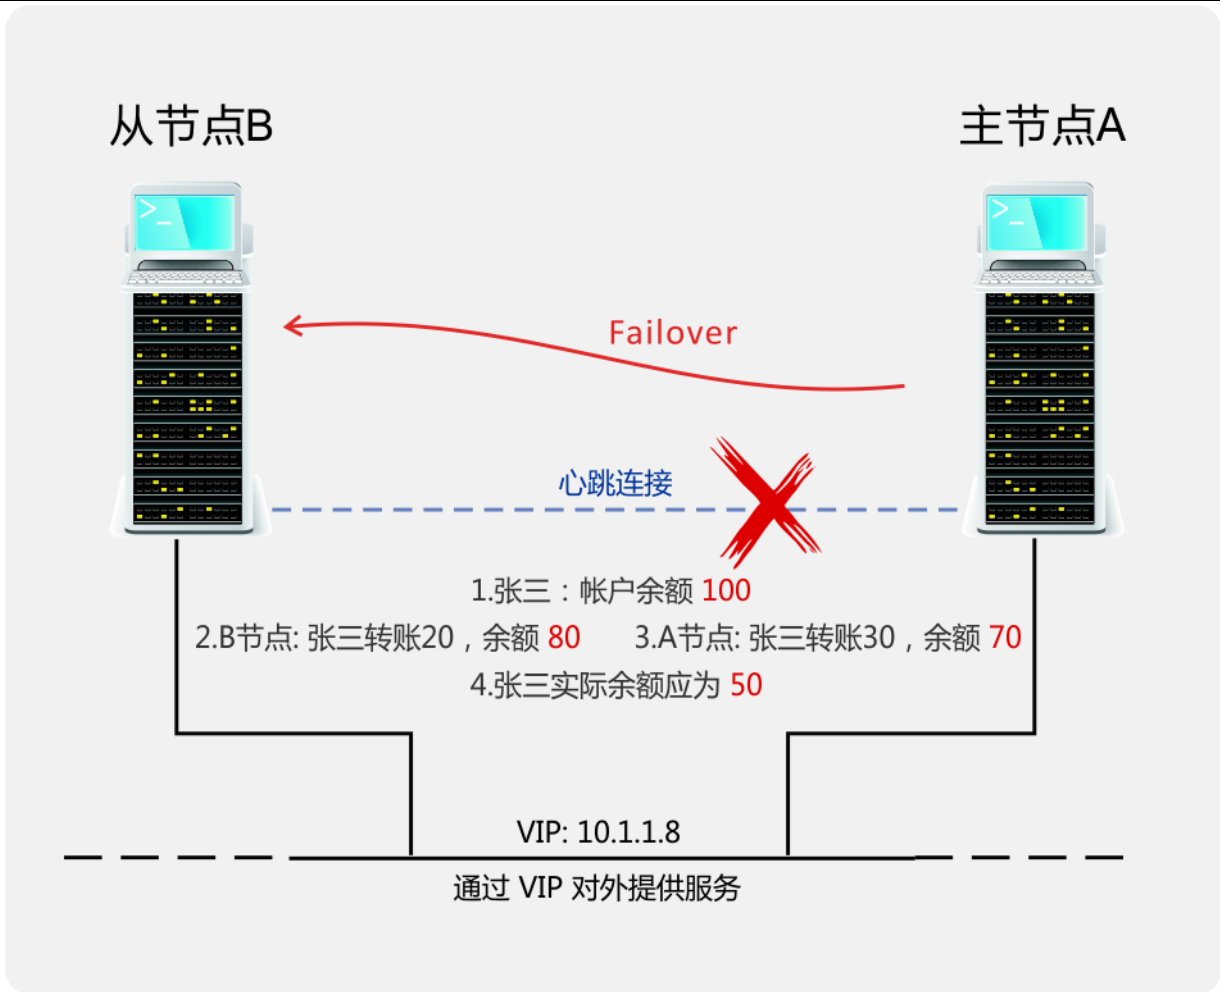 从节点B
主节点A
>_
>_
Failover
心跳连接
1.张三：帐户余额 100
2.B节点: 张三转账20，余额 80
3.A节点: 张三转账30，余额 70
4.张三实际余额应为 50
VIP: 10.1.1.8
通过 VIP 对外提供服务